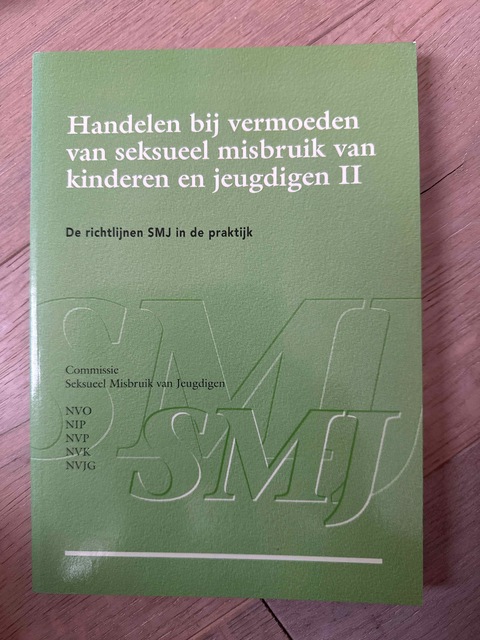 Handelen bij vermoeden
van seksueel misbruik van
kinderen en jeugdigen II
De richtlijnen SMJ in de praktijk
SMJ
Commissie
Seksueel Misbruik van Jeugdigen
NVO
NIP
NVP
NVK
NVJG
SMJ